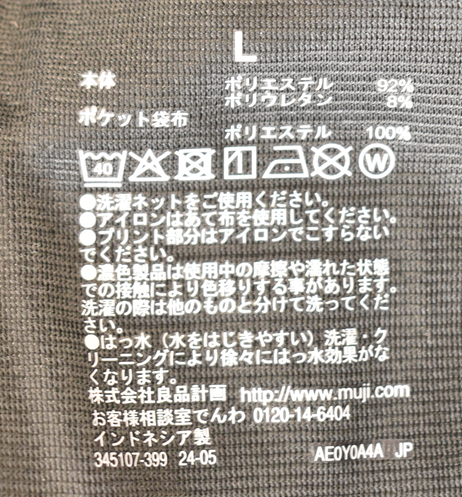 L
本体 ポリエステル 92%
ポリウレタン 8%
ポケット袋布
ポリエステル 100%
40 W
●洗濯ネットをご使用ください。
●アイロンはあて布を使用してください。
●プリント部分はアイロンでこすらない
でください。
●濃色製品は使用中の摩擦や濡れた状態
での接触により色移りする事があります。
洗濯の際は他のものと分けて洗ってくだ
さい。
●はっ水（水をはじきやすい）洗濯・ク
リーニングにより徐々にはっ水効果がな
くなります。
株式会社良品計画 http://www.muji.com
お客様相談室でんわ 0120-14-6404
インドネシア製
345107-399 24-05 AE0Y0A4A JP